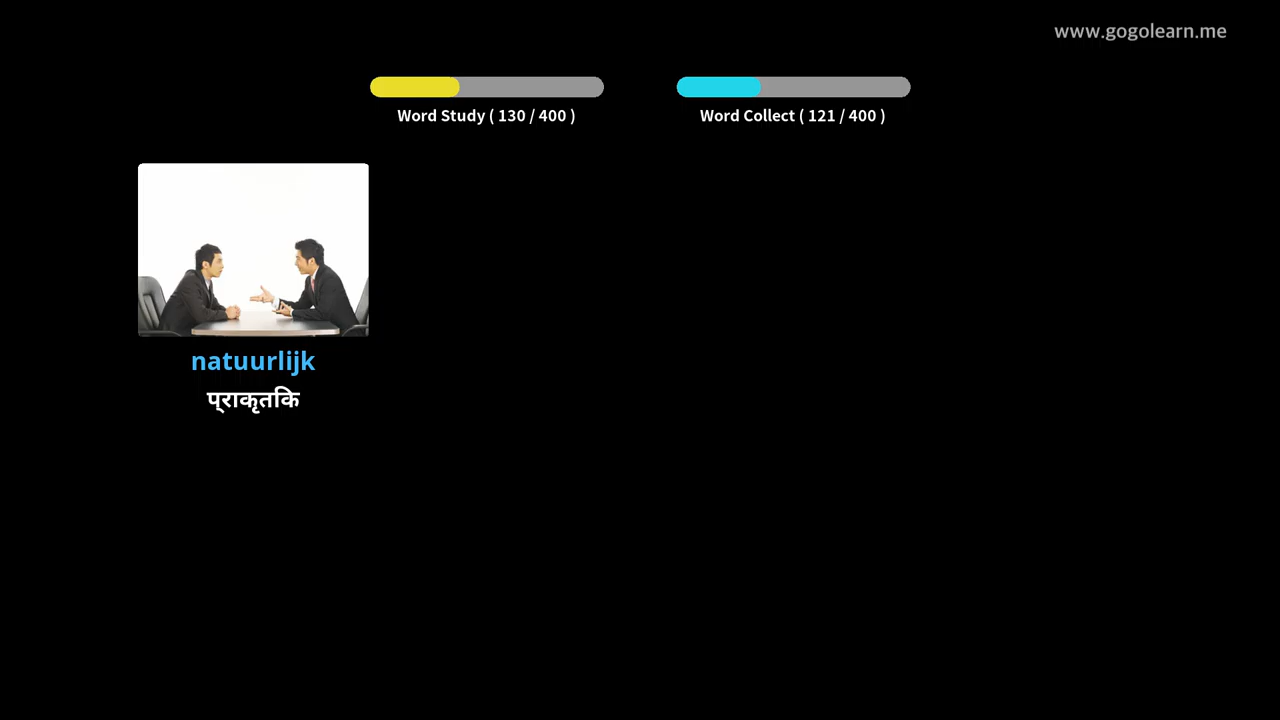 www.gogolearn.me
Word Study ( 130 / 400 )
Word Collect ( 121 / 400 )
natuurlijk
प्राकृतकि